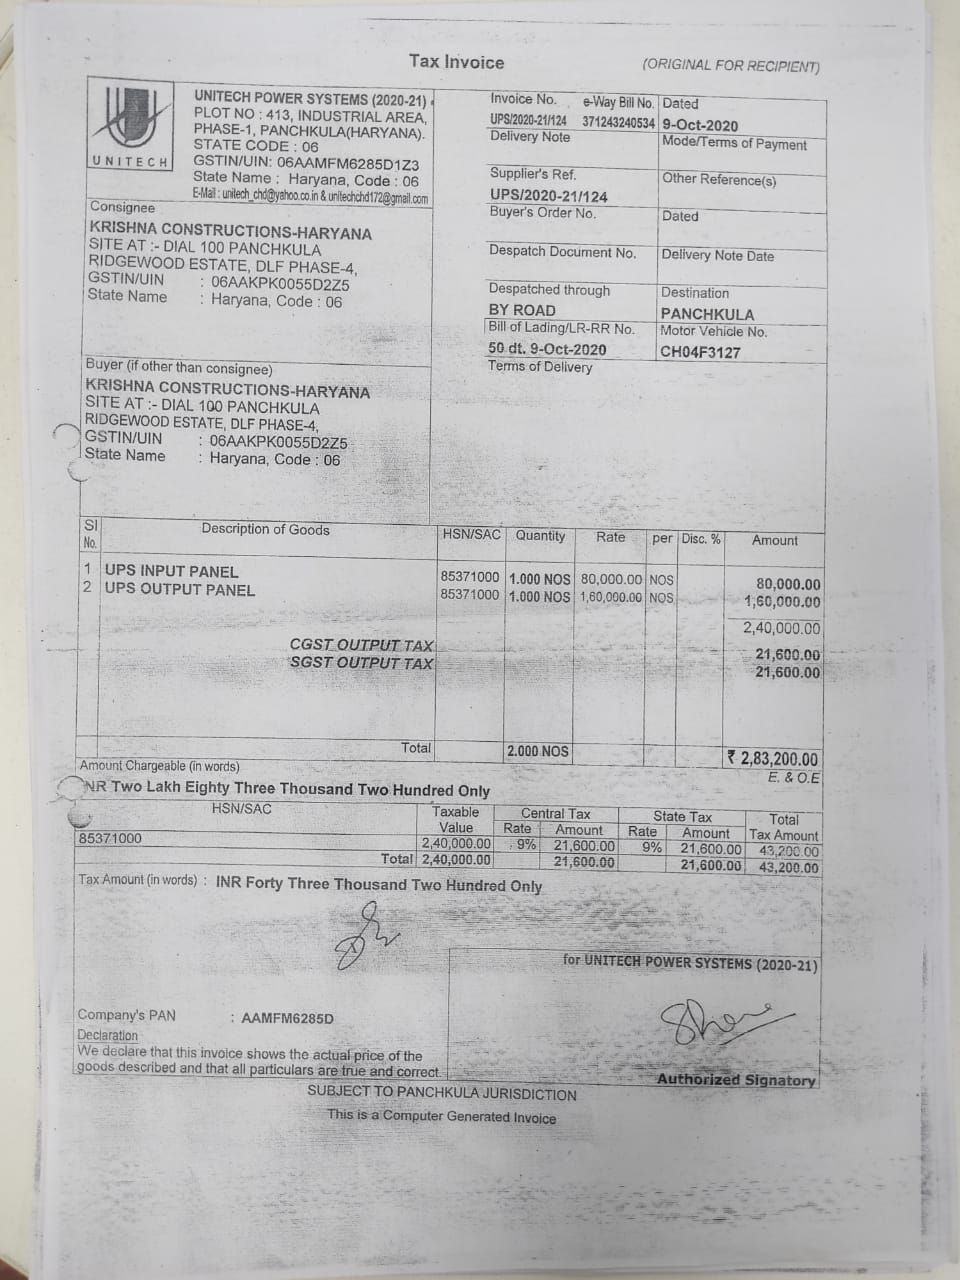 Tax Invoice
(ORIGINAL FOR RECIPIENT)
UNITECH
UNITECH POWER SYSTEMS (2020-21)
PLOT NO : 413, INDUSTRIAL AREA,
PHASE-1, PANCHKULA(HARYANA).
STATE CODE : 06
GSTIN/UIN: 06AAMFM6285D1Z3
State Name : Haryana, Code : 06
E-Mail : unitech_chd@yahoo.co.in & unitechchd172@gmail.com
Invoice No. e-Way Bill No. Dated
UPS/2020-21/124 371243240534 9-Oct-2020
Delivery Note Mode/Terms of Payment
Supplier's Ref. Other Reference(s)
UPS/2020-21/124
Buyer's Order No. Dated
Despatch Document No. Delivery Note Date
Despatched through Destination
BY ROAD PANCHKULA
Bill of Lading/LR-RR No. Motor Vehicle No.
50 dt. 9-Oct-2020 CH04F3127
Terms of Delivery
Consignee
KRISHNA CONSTRUCTIONS-HARYANA
SITE AT :- DIAL 100 PANCHKULA
RIDGEWOOD ESTATE, DLF PHASE-4,
GSTIN/UIN : 06AAKPK0055D2Z5
State Name : Haryana, Code : 06
Buyer (if other than consignee)
KRISHNA CONSTRUCTIONS-HARYANA
SITE AT :- DIAL 100 PANCHKULA
RIDGEWOOD ESTATE, DLF PHASE-4,
GSTIN/UIN : 06AAKPK0055D2Z5
State Name : Haryana, Code : 06
Sl No. Description of Goods HSN/SAC Quantity Rate per Disc. % Amount
1 UPS INPUT PANEL 85371000 1.000 NOS 80,000.00 NOS 80,000.00
2 UPS OUTPUT PANEL 85371000 1.000 NOS 1,60,000.00 NOS 1,60,000.00
2,40,000.00
CGST OUTPUT TAX 21,600.00
SGST OUTPUT TAX 21,600.00
Total 2.000 NOS ₹ 2,83,200.00
Amount Chargeable (in words) E. & O.E
INR Two Lakh Eighty Three Thousand Two Hundred Only
HSN/SAC Taxable Value Central Tax State Tax Total Tax Amount
Rate Amount Rate Amount
85371000 2,40,000.00 9% 21,600.00 9% 21,600.00 43,200.00
Total 2,40,000.00 21,600.00 21,600.00 43,200.00
Tax Amount (in words) : INR Forty Three Thousand Two Hundred Only
for UNITECH POWER SYSTEMS (2020-21)
Company's PAN : AAMFM6285D
Declaration
We declare that this invoice shows the actual price of the
goods described and that all particulars are true and correct.
Authorized Signatory
SUBJECT TO PANCHKULA JURISDICTION
This is a Computer Generated Invoice